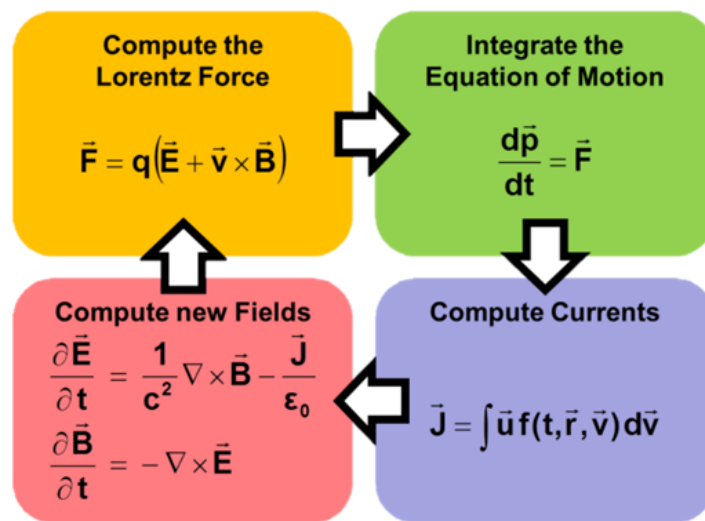 Compute the
Lorentz Force
F⃗ = q(E⃗ + v⃗ × B⃗)
Integrate the
Equation of Motion
dp⃗/dt = F⃗
Compute new Fields
∂E⃗/∂t = 1/c² ∇ × B⃗ − J⃗/ε₀
∂B⃗/∂t = − ∇ × E⃗
Compute Currents
J⃗ = ∫ u⃗ f(t,r⃗,v⃗) dv⃗